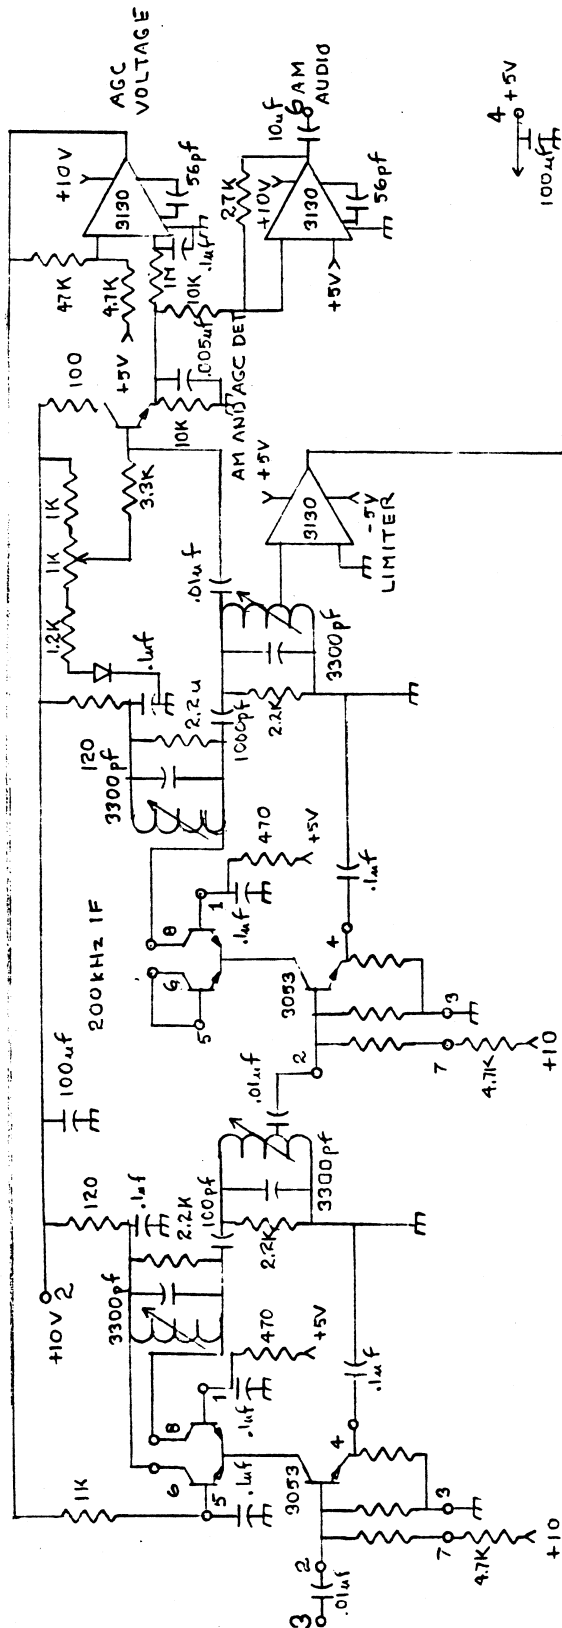 3
.01uf
2
7
4.7K
+10
3
4
.1uf
3053
5
.1uf
6
8
1
.1uf
470
+5V
1K
+10V
2
120
.1uf
3300pf
2.2K
100pf
2.2K
3300pf
.01uf
100uf
200kHz IF
2
7
4.7K
+10
3
4
.1uf
3053
5
6
8
1
.1uf
470
+5V
120
.1uf
3300pf
2.2u
1000pf
2.2K
3300pf
.01uf
1.2K
1K
1K
3.3K
100
10K
.005uf
AM AND AGC DET
+5V
3130
-5V
LIMITER
47K
4.7K
+5V
1M
.1uf
10K
+10V
3130
56pf
AGC
VOLTAGE
27K
+10V
3130
+5V
56pf
10uf
6
AM
AUDIO
4
+5V
100uf